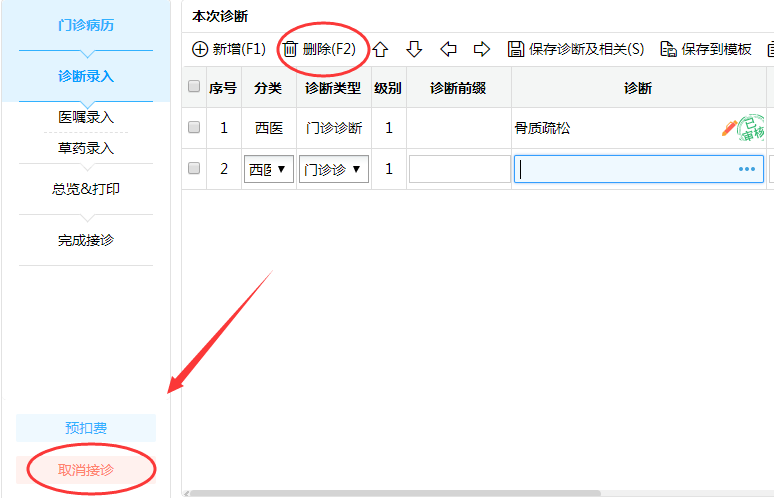 门诊病历
诊断录入
医嘱录入
草药录入
总览&打印
完成接诊
预扣费
取消接诊
本次诊断
新增(F1) 删除(F2) 保存诊断及相关(S) 保存到模板
序号 分类 诊断类型 级别 诊断前缀 诊断
1 西医 门诊诊断 1 骨质疏松 已审核
2 西医 门诊诊 1